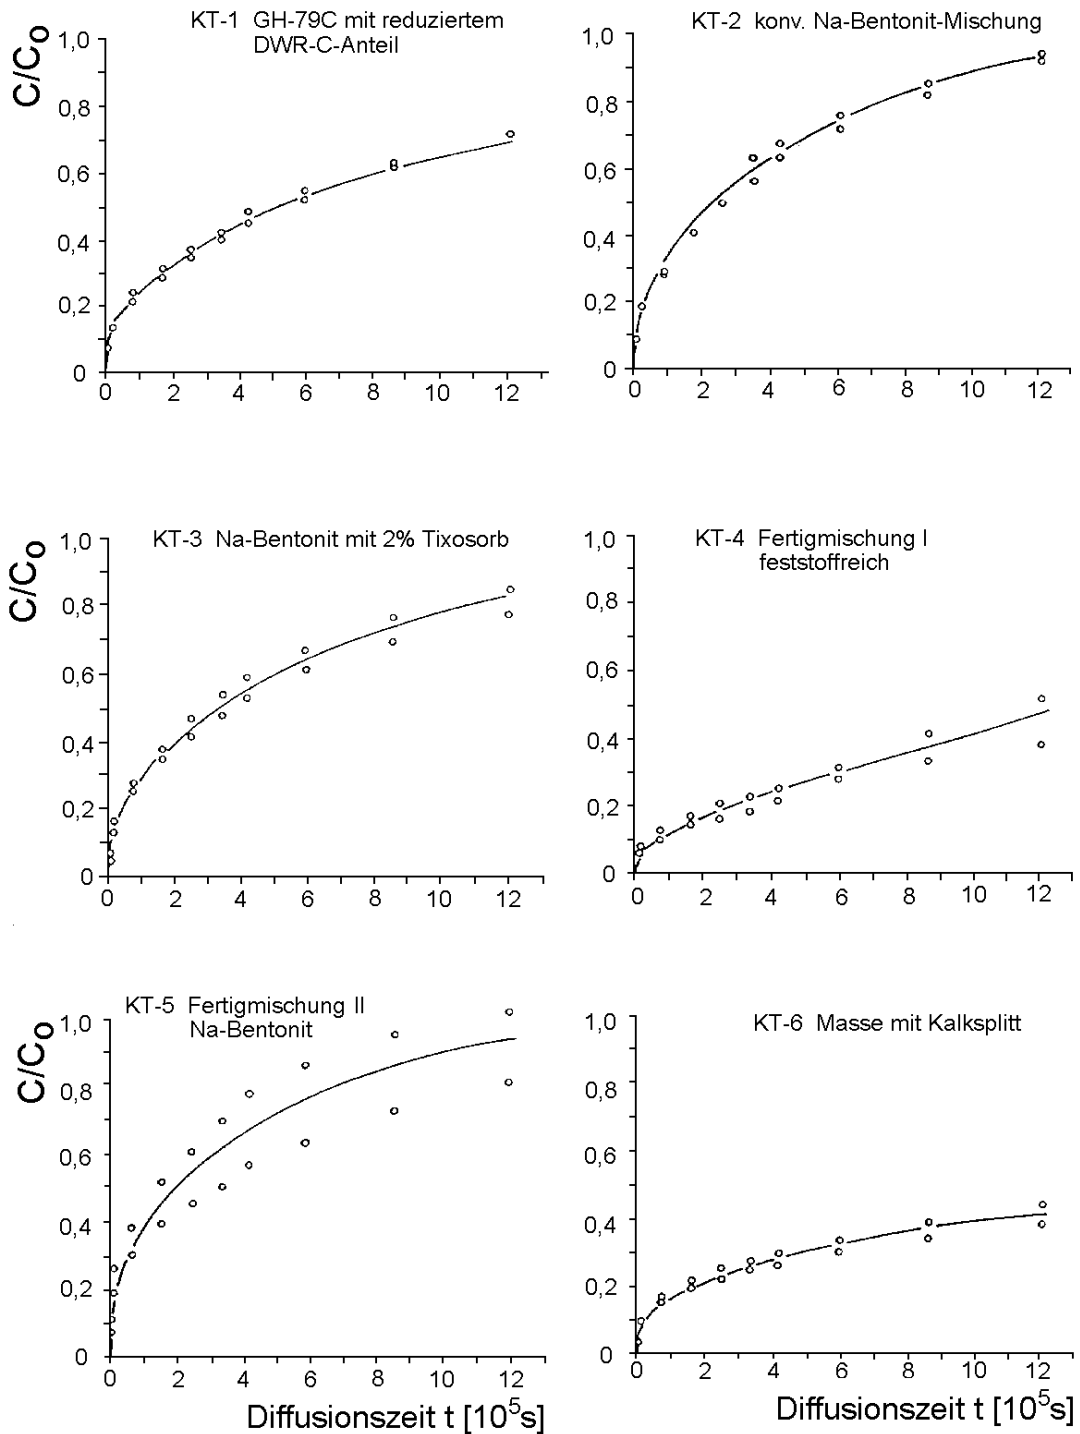 KT-1 GH-79C mit reduziertem
DWR-C-Anteil
C/C₀
1,0
0,8
0,6
0,4
0,2
0
0 2 4 6 8 10 12
KT-2 konv. Na-Bentonit-Mischung
1,0
0,8
0,6
0,4
0,2
0
0 2 4 6 8 10 12
KT-3 Na-Bentonit mit 2% Tixosorb
C/C₀
1,0
0,8
0,6
0,4
0,2
0
0 2 4 6 8 10 12
KT-4 Fertigmischung I
feststoffreich
1,0
0,8
0,6
0,4
0,2
0
0 2 4 6 8 10 12
KT-5 Fertigmischung II
Na-Bentonit
C/C₀
1,0
0,8
0,6
0,4
0,2
0
0 2 4 6 8 10 12
Diffusionszeit t [10⁵s]
KT-6 Masse mit Kalksplitt
1,0
0,8
0,6
0,4
0,2
0
0 2 4 6 8 10 12
Diffusionszeit t [10⁵s]